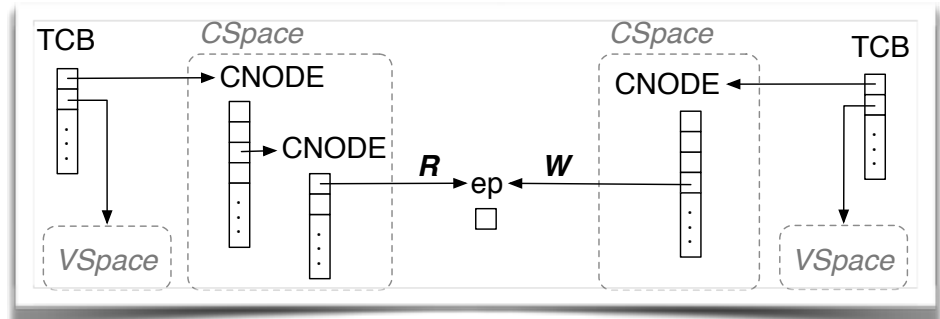 TCB
CSpace
CSpace
TCB
CNODE
CNODE
CNODE
R
ep
W
VSpace
VSpace